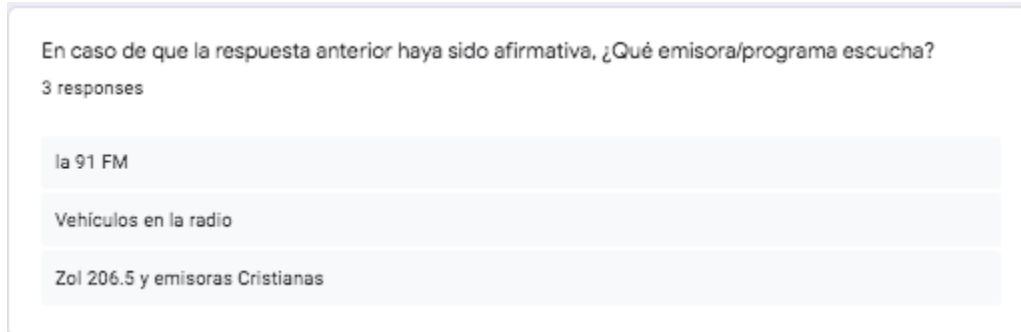 En caso de que la respuesta anterior haya sido afirmativa, ¿Qué emisora/programa escucha?
3 responses
la 91 FM
Vehículos en la radio
Zol 206.5 y emisoras Cristianas